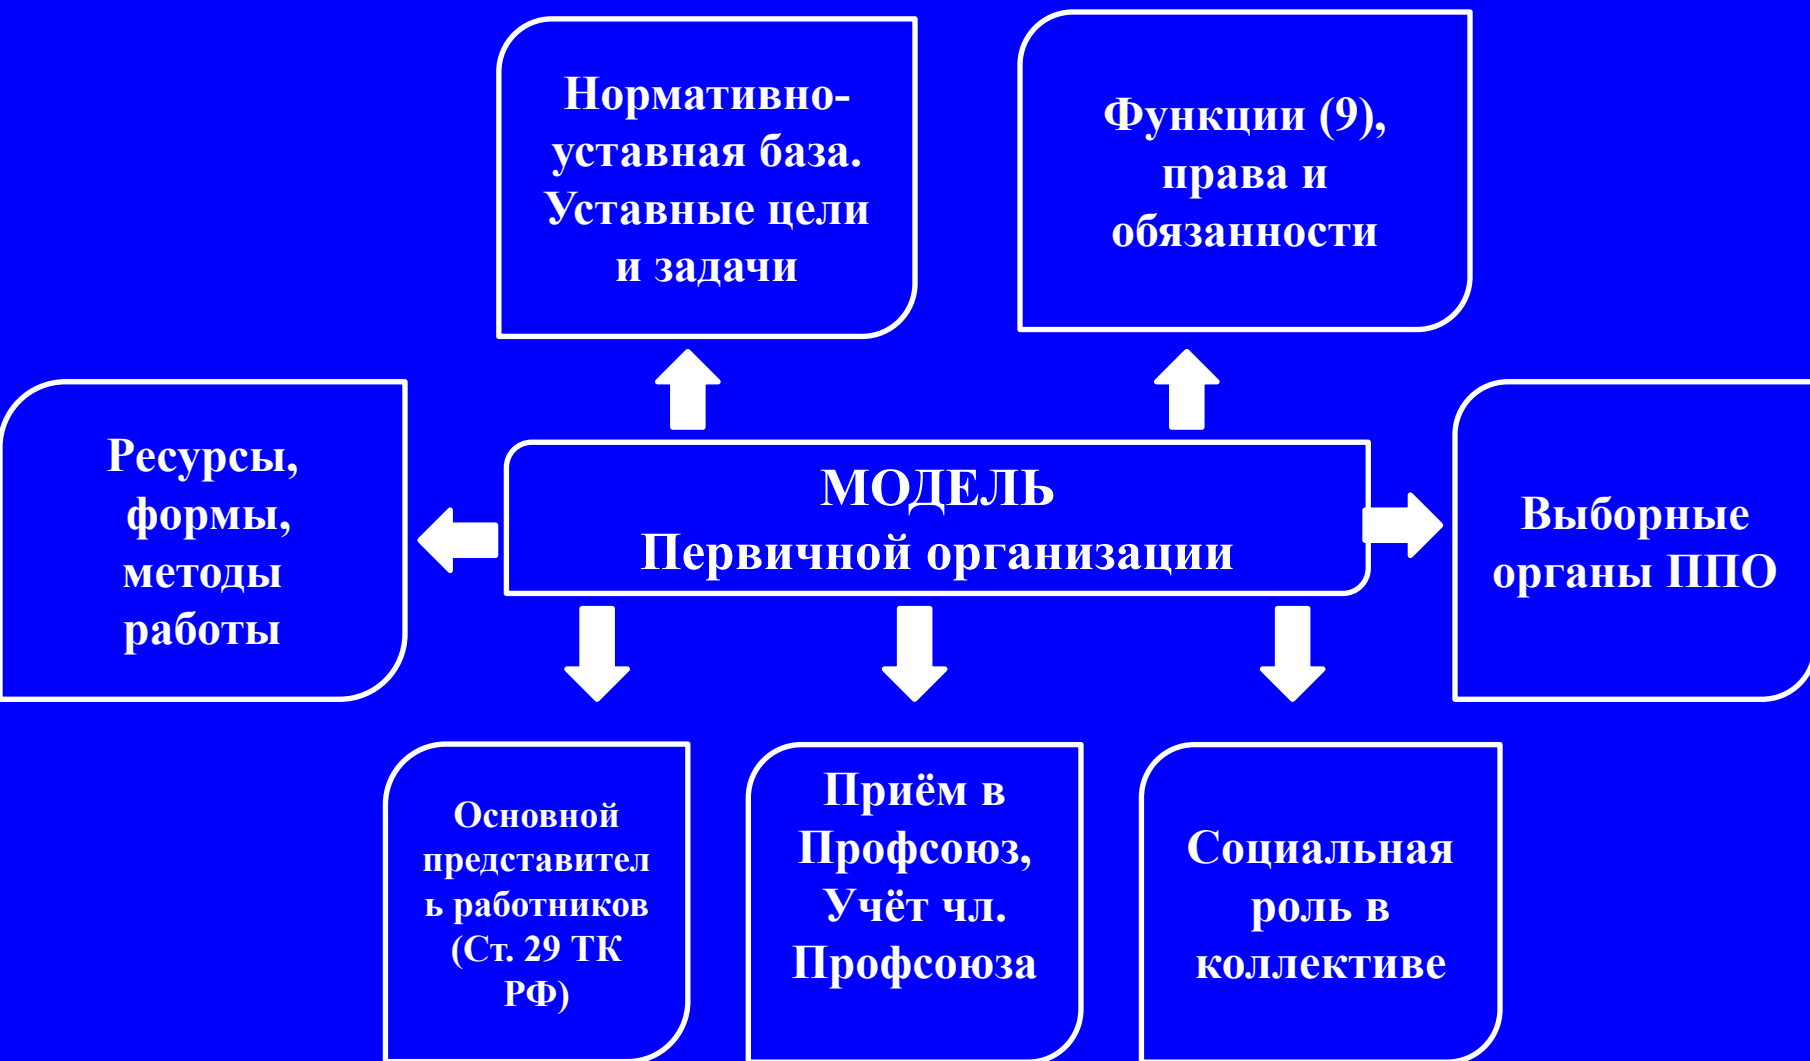 Нормативно-
уставная база.
Уставные цели
и задачи
Функции (9),
права и
обязанности
Ресурсы,
формы,
методы
работы
МОДЕЛЬ
Первичной организации
Выборные
органы ППО
Основной
представител
ь работников
(Ст. 29 ТК
РФ)
Приём в
Профсоюз,
Учёт чл.
Профсоюза
Социальная
роль в
коллективе